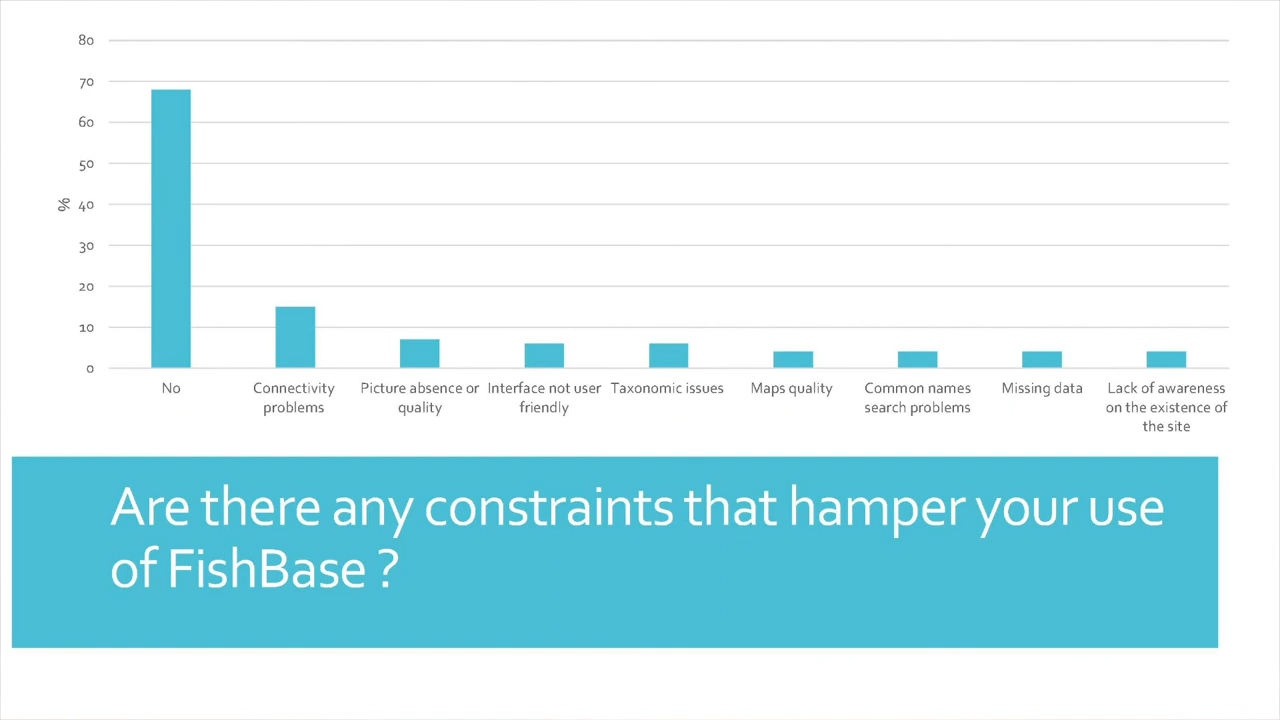 80
70
60
50
% 40
30
20
10
0
No
Connectivity
problems
Picture absence or
quality
Interface not user
friendly
Taxonomic issues
Maps quality
Common names
search problems
Missing data
Lack of awareness
on the existence of
the site
Are there any constraints that hamper your use
of FishBase ?